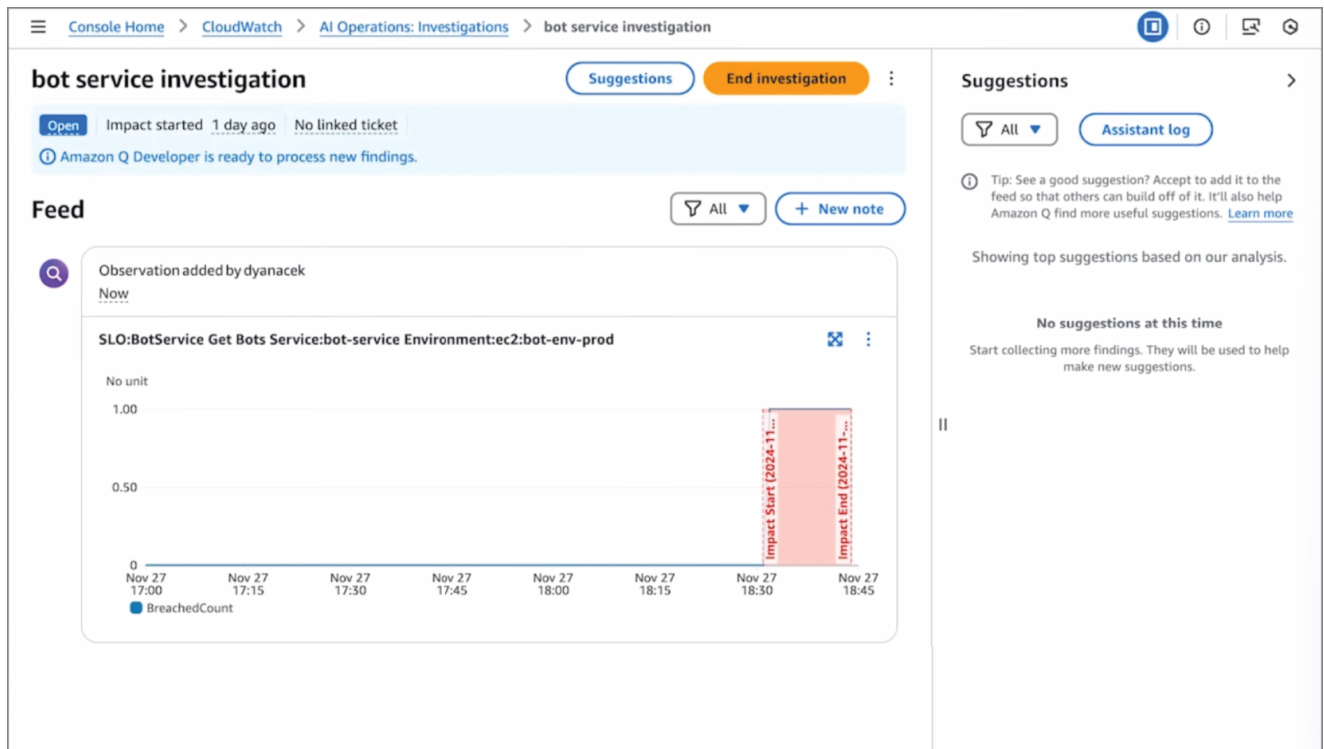 Console Home > CloudWatch > AI Operations: Investigations > bot service investigation
bot service investigation
Suggestions
End investigation
Open
Impact started 1 day ago
No linked ticket
Amazon Q Developer is ready to process new findings.
Feed
All
+ New note
Observation added by dyanacek
Now
SLO:BotService Get Bots Service:bot-service Environment:ec2:bot-env-prod
No unit
1.00
0.50
0
Impact Start (2024-11...
Impact End (2024-11-...
Nov 27 Nov 27 Nov 27 Nov 27 Nov 27 Nov 27 Nov 27 Nov 27
17:00 17:15 17:30 17:45 18:00 18:15 18:30 18:45
BreachedCount
Suggestions
All
Assistant log
Tip: See a good suggestion? Accept to add it to the
feed so that others can build off of it. It'll also help
Amazon Q find more useful suggestions. Learn more
Showing top suggestions based on our analysis.
No suggestions at this time
Start collecting more findings. They will be used to help
make new suggestions.